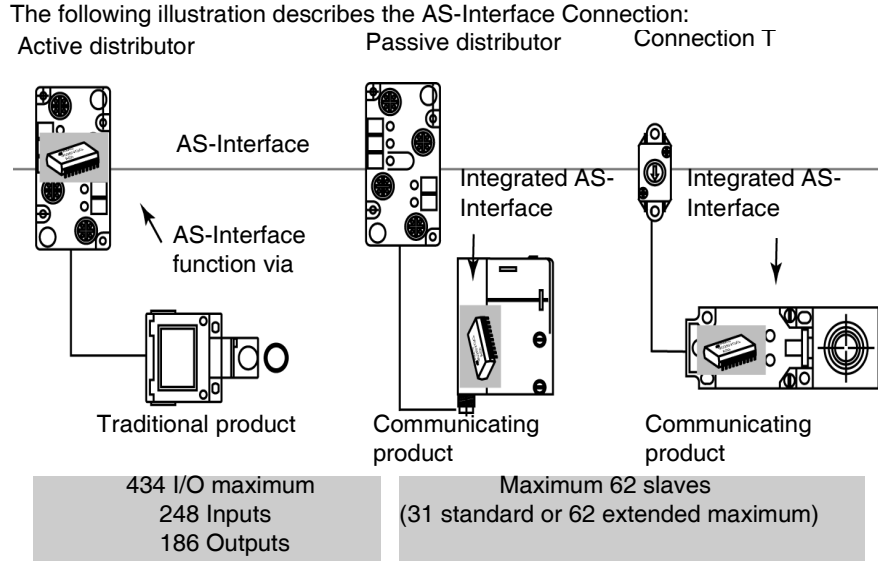 The following illustration describes the AS-Interface Connection:
Active distributor
Passive distributor
Connection T
AS-Interface
AS-Interface
function via
Integrated AS-
Interface
Integrated AS-
Interface
Traditional product
Communicating
product
Communicating
product
434 I/O maximum
248 Inputs
186 Outputs
Maximum 62 slaves
(31 standard or 62 extended maximum)